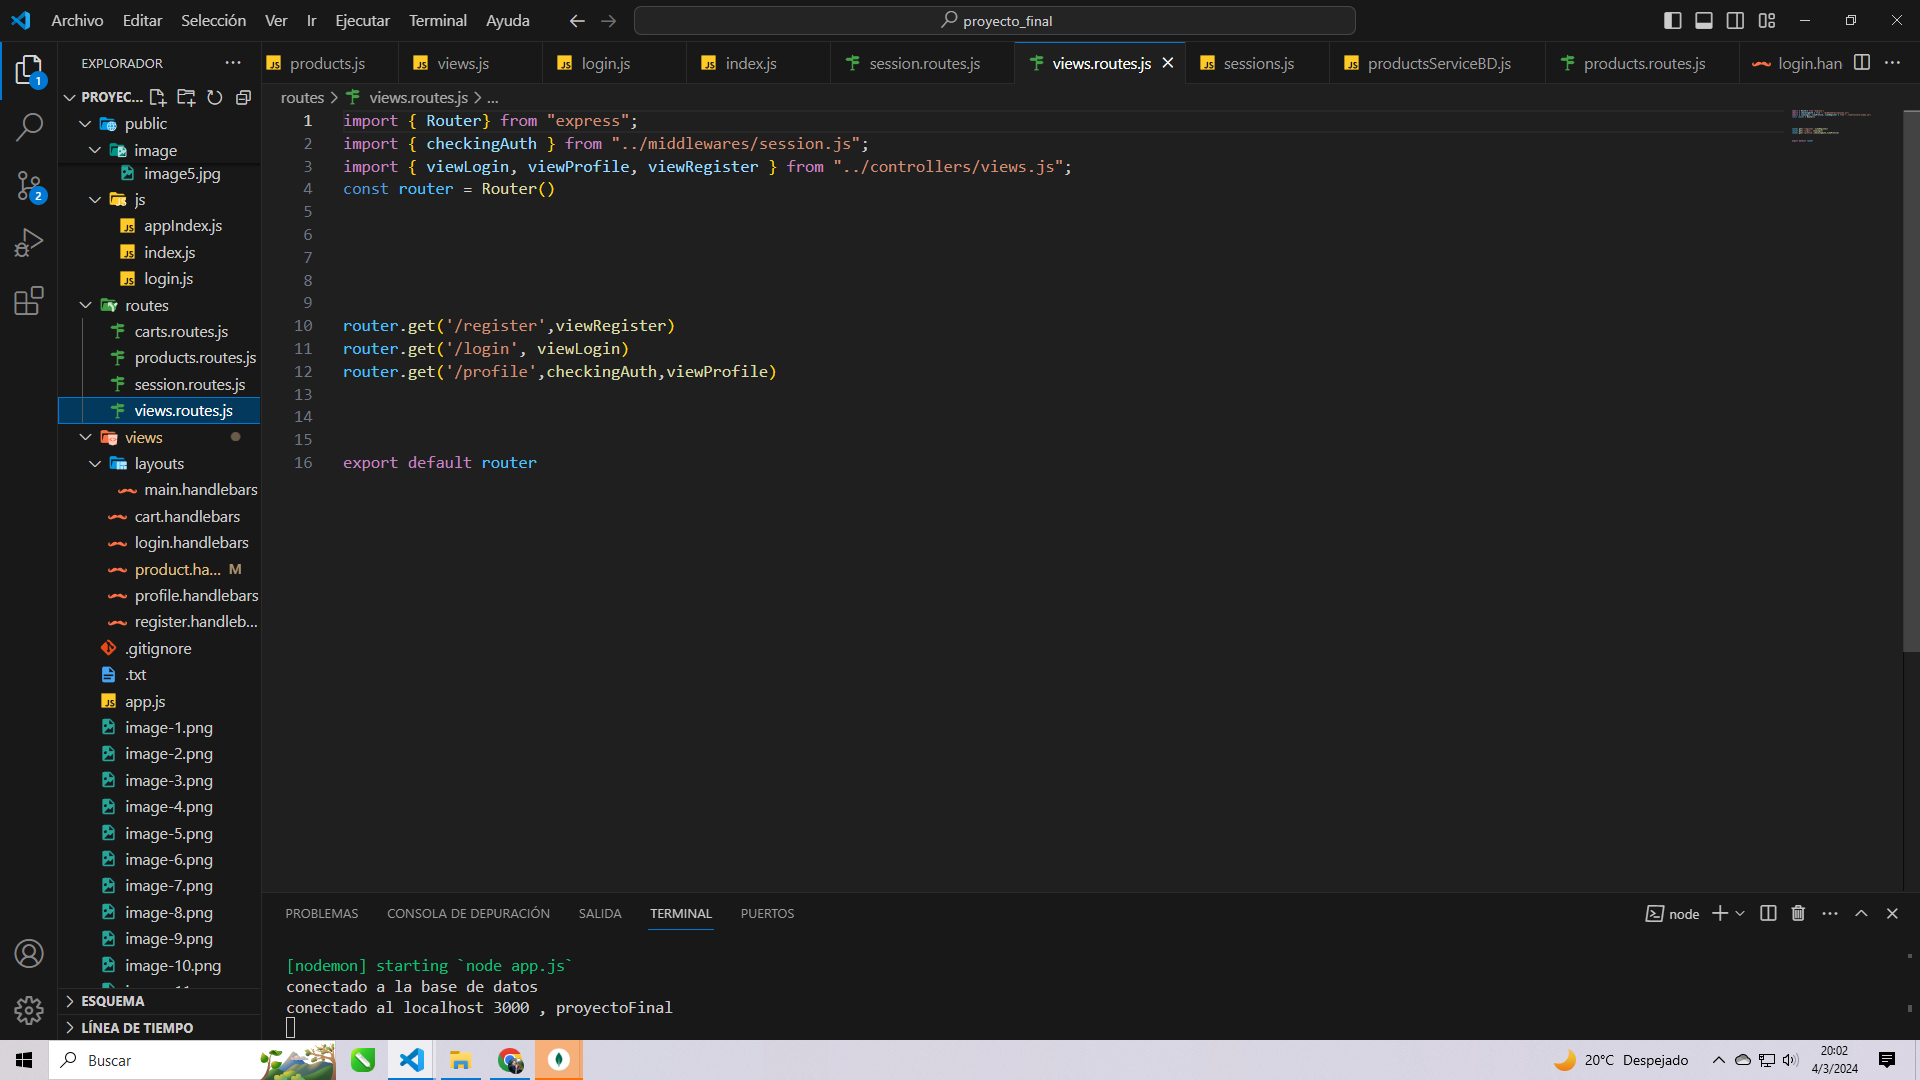 Archivo Editar Selección Ver Ir Ejecutar Terminal Ayuda
proyecto_final
EXPLORADOR
products.js
views.js
login.js
index.js
session.routes.js
views.routes.js
sessions.js
productsServiceBD.js
products.routes.js
login.han
PROYEC...
public
image
image5.jpg
js
appIndex.js
index.js
login.js
routes
carts.routes.js
products.routes.js
session.routes.js
views.routes.js
views
layouts
main.handlebars
cart.handlebars
login.handlebars
product.ha... M
profile.handlebars
register.handleb...
.gitignore
.txt
app.js
image-1.png
image-2.png
image-3.png
image-4.png
image-5.png
image-6.png
image-7.png
image-8.png
image-9.png
image-10.png
ESQUEMA
LÍNEA DE TIEMPO
1
2
routes > views.routes.js > ...
1 import { Router} from "express";
2 import { checkingAuth } from "../middlewares/session.js";
3 import { viewLogin, viewProfile, viewRegister } from "../controllers/views.js";
4 const router = Router()
5
6
7
8
9
10 router.get('/register',viewRegister)
11 router.get('/login', viewLogin)
12 router.get('/profile',checkingAuth,viewProfile)
13
14
15
16 export default router
PROBLEMAS CONSOLA DE DEPURACIÓN SALIDA TERMINAL PUERTOS
node
[nodemon] starting `node app.js`
conectado a la base de datos
conectado al localhost 3000 , proyectoFinal
Buscar
20°C Despejado
20:02
4/3/2024